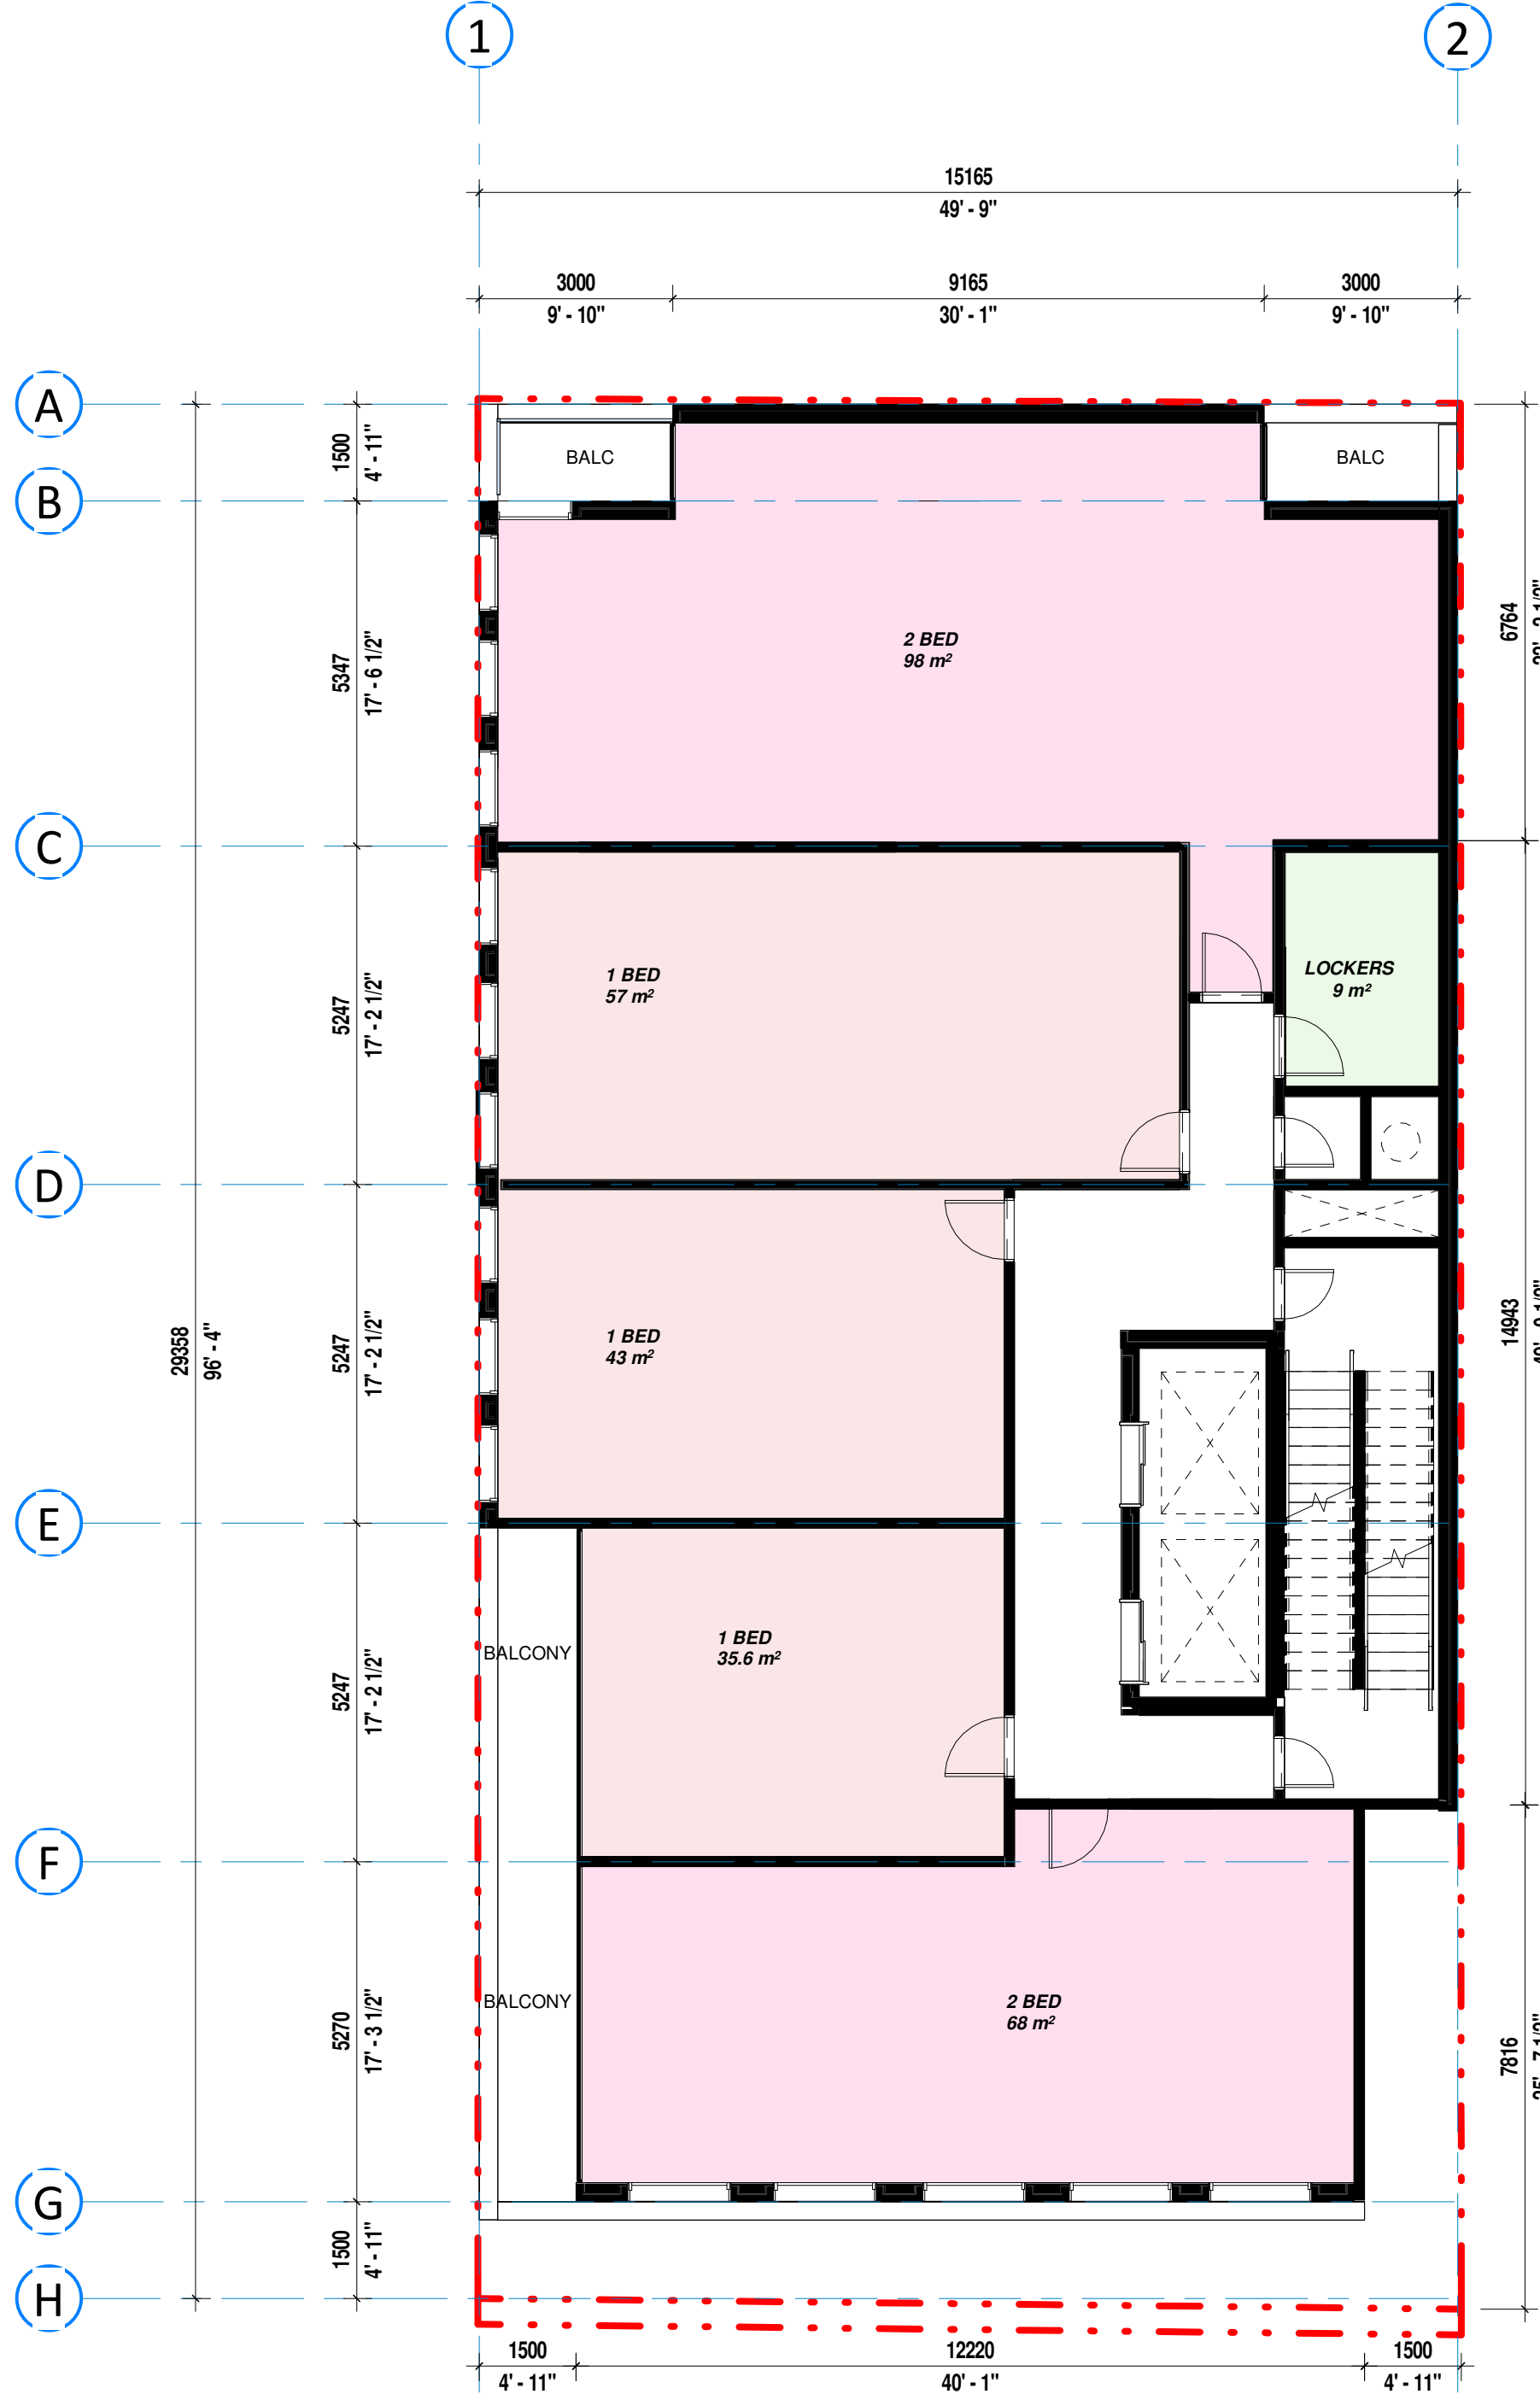 1
2
15165
49' - 9"
3000
9165
3000
9' - 10"
30' - 1"
9' - 10"
A
1500
4' - 11"
BALC
BALC
B
5347
17' - 6 1/2"
6764
2 BED
98 m²
C
5247
17' - 2 1/2"
1 BED
57 m²
LOCKERS
9 m²
D
29358
96' - 4"
5247
17' - 2 1/2"
1 BED
43 m²
14943
E
5247
17' - 2 1/2"
BALCONY
1 BED
35.6 m²
F
5270
17' - 3 1/2"
BALCONY
2 BED
68 m²
7816
G
1500
4' - 11"
H
1500
12220
1500
4' - 11"
40' - 1"
4' - 11"